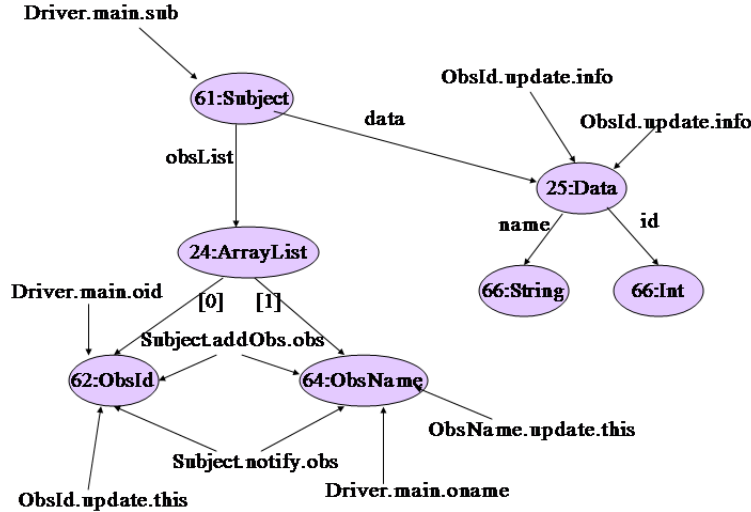 Driver.main.sub
ObsId.update.info
61:Subject
data
ObsId.update.info
obsList
25:Data
name
id
24:ArrayList
66:String
66:Int
Driver.main.oid
[0]
[1]
Subject.addObs.obs
62:ObsId
64:ObsName
ObsName.update.this
Subject.notify.obs
ObsId.update.this
Driver.main.oname